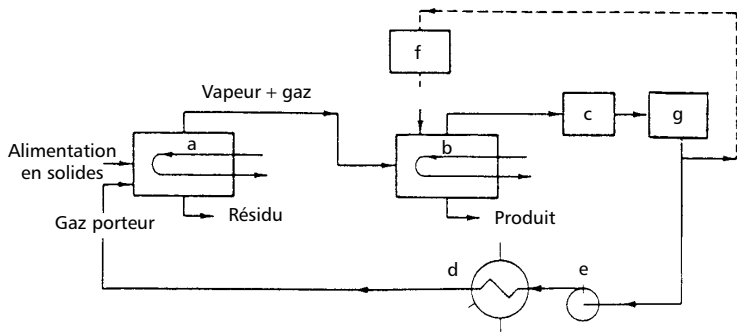 f
Vapeur + gaz
c
g
a
b
Alimentation
en solides
Résidu
Produit
Gaz porteur
d
e